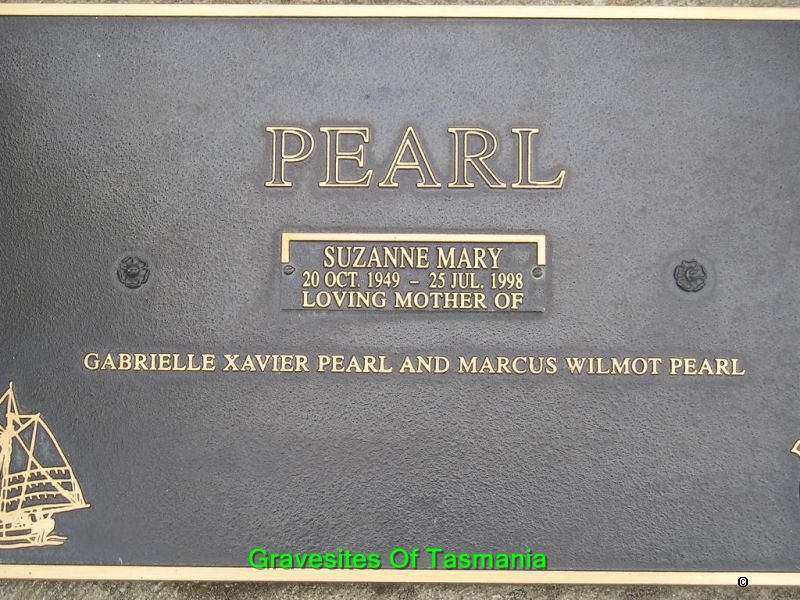 PEARL
SUZANNE MARY
20 OCT. 1949 – 25 JUL. 1998
LOVING MOTHER OF
GABRIELLE XAVIER PEARL AND MARCUS WILMOT PEARL
Gravesites Of Tasmania
©